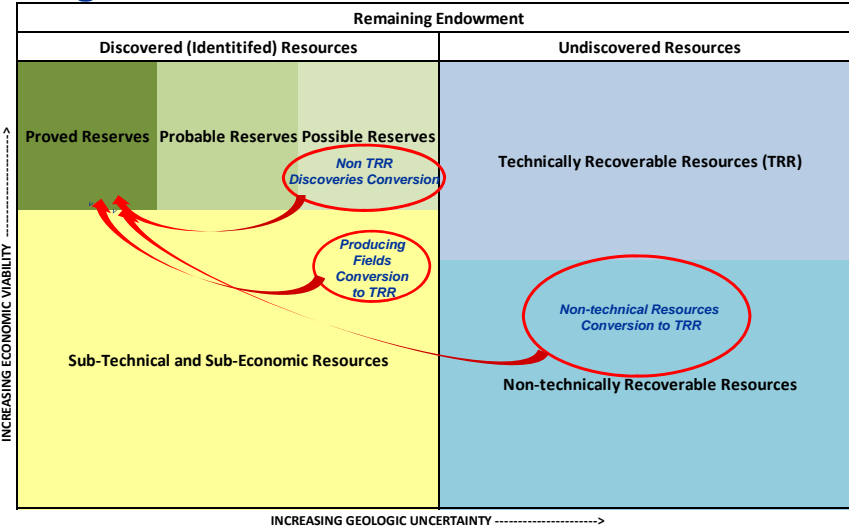 Remaining Endowment
Discovered (Identitifed) Resources
Undiscovered Resources
Proved Reserves
Probable Reserves
Possible Reserves
Non TRR
Discoveries Conversion
Technically Recoverable Resources (TRR)
Producing
Fields
Conversion
to TRR
Non-technical Resources
Conversion to TRR
Sub-Technical and Sub-Economic Resources
Non-technically Recoverable Resources
INCREASING ECONOMIC VIABILITY ---------------------->
INCREASING GEOLOGIC UNCERTAINTY ---------------------->